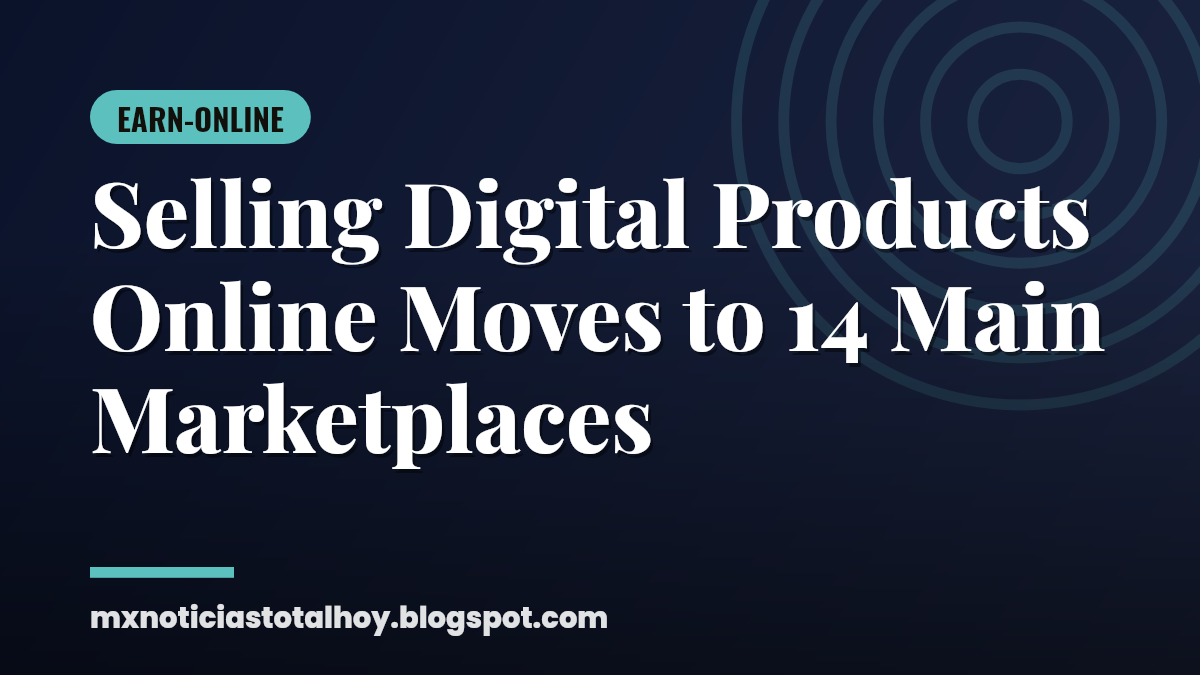 EARN-ONLINE
Selling Digital Products
Online Moves to 14 Main
Marketplaces
mxnoticiastotalhoy.blogspot.com